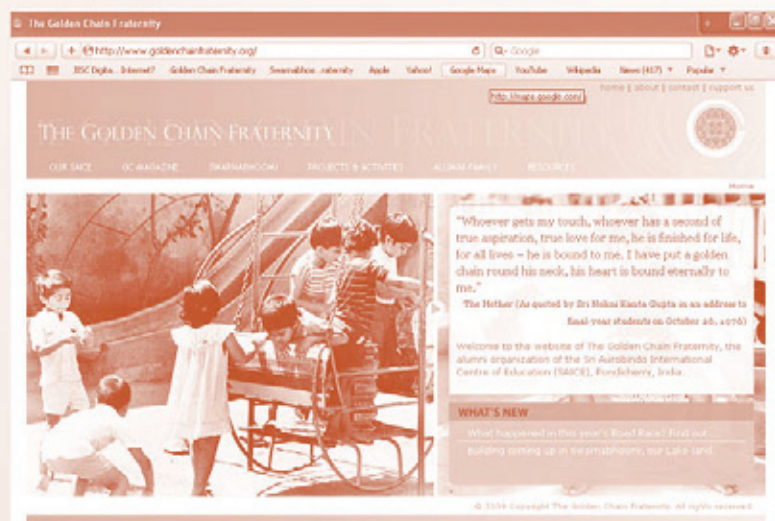 The Golden Chain Fraternity
http://www.goldenchainfraternity.org/
Google
Golden Chain Fraternity Apple Yahoo! Google Maps YouTube Wikipedia News (417) Popular
http://maps.google.com/
home | about | contact | support us
THE GOLDEN CHAIN FRATERNITY
OUR SAICE GC MAGAZINE SWARNABHOOMI PROJECTS & ACTIVITIES ALUMNI FAMILY RESOURCES
Home
"Whoever gets my touch, whoever has a second of
true aspiration, true love for me, he is finished for life,
for all lives – he is bound to me. I have put a golden
chain round his neck, his heart is bound eternally to
me."
The Mother (As quoted by Sri Nolini Kanta Gupta in an address to
final-year students on October 26, 1976)
Welcome to the website of The Golden Chain Fraternity, the
alumni organization of the Sri Aurobindo International
Centre of Education (SAICE), Pondicherry, India.
WHAT'S NEW
What happened in this year's Road Race? Find out.
Building coming up in Swarnabhoomi, our Lake land.
Copyright The Golden Chain Fraternity. All rights reserved.